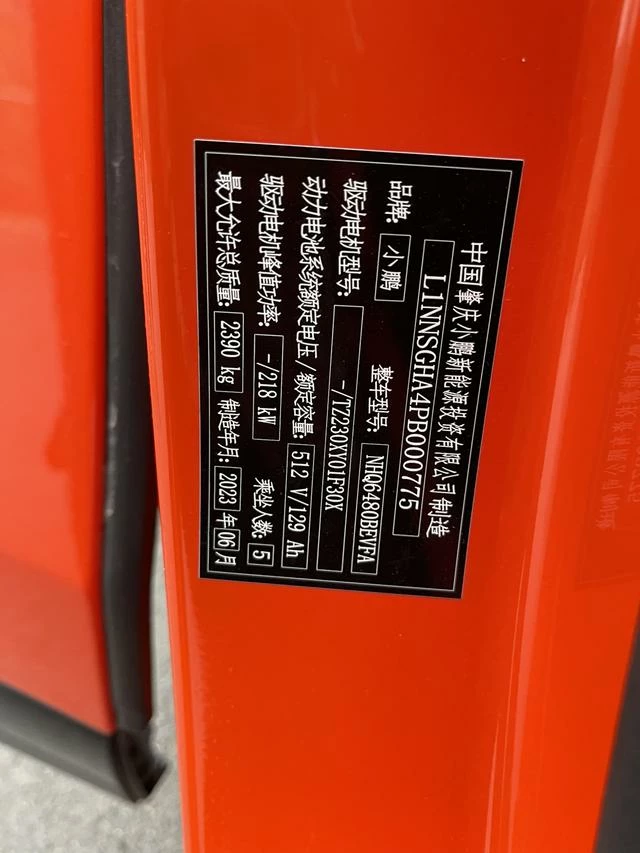 中国肇庆小鹏新能源投资有限公司 制造
L1NNSGHA4PB000775
品牌: 小鹏 整车型号: NHQ6480BEVFA
驱动电机型号: -/TZ230XY01F30X
动力电池系统额定电压/额定容量: 512 V/129 Ah
驱动电机峰值功率: -/218 kW 乘坐人数: 5
最大允许总质量: 2390 kg 制造年月: 2023 年 06 月